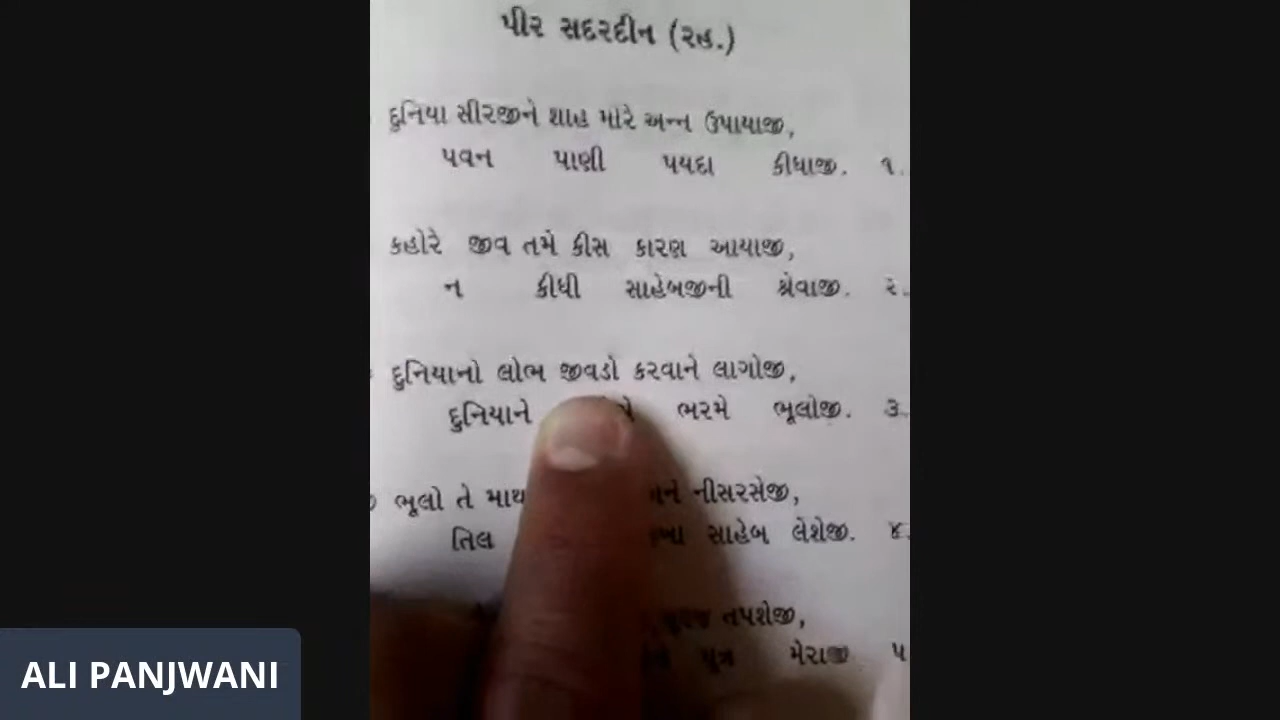 પીર સદરદીન (રહ.)
દુનિયા સીરજીને શાહ મોરે અન્ન ઉપાયાજી,
પવન પાણી પયદા કીધાજી. ૧.
કહોરે જીવ તમે કીસ કારણ આયાજી,
ન કીધી સાહેબજીની શ્રેવાજી. ૨.
દુનિયાનો લોભ જીવડો કરવાને લાગોજી,
દુનિયાને ભરમે ભૂલોજી. ૩.
ભૂલો તે નીસરસેજી,
તિલ સાહેબ લેશેજી. ૪.
સુરજ તપશેજી,
પુત્ર મેરાજી ૫
ALI PANJWANI